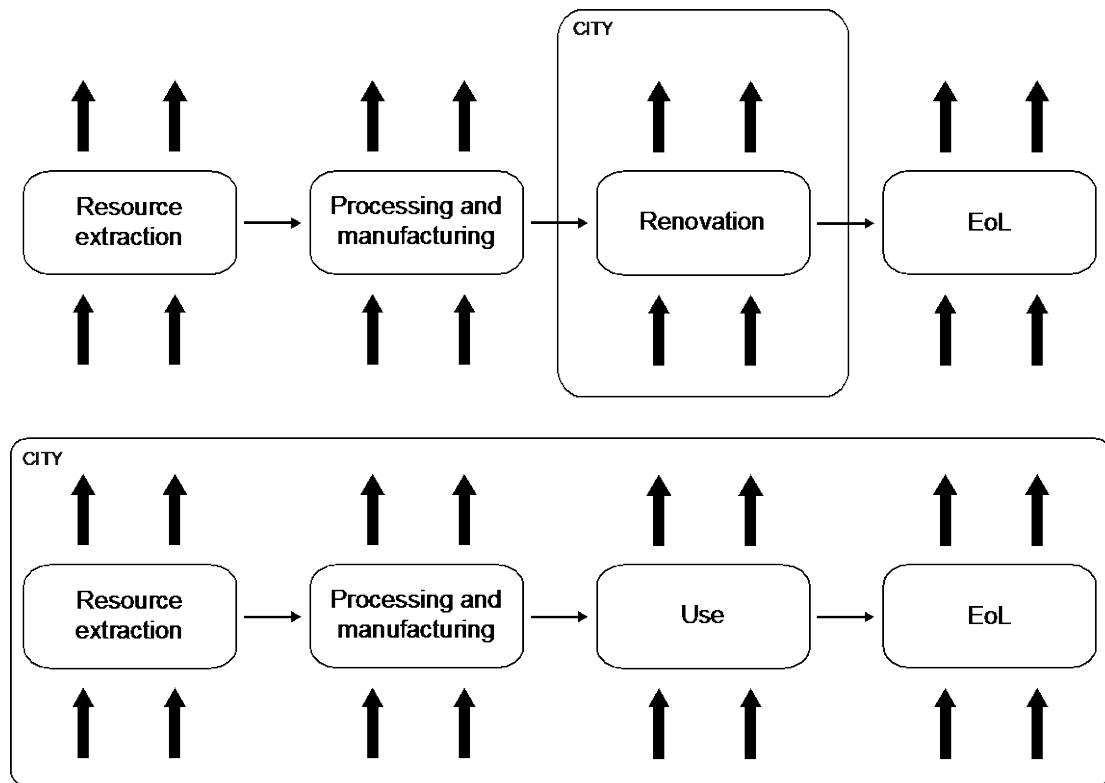 CITY
Resource
extraction
Processing and
manufacturing
Renovation
EoL
CITY
Resource
extraction
Processing and
manufacturing
Use
EoL